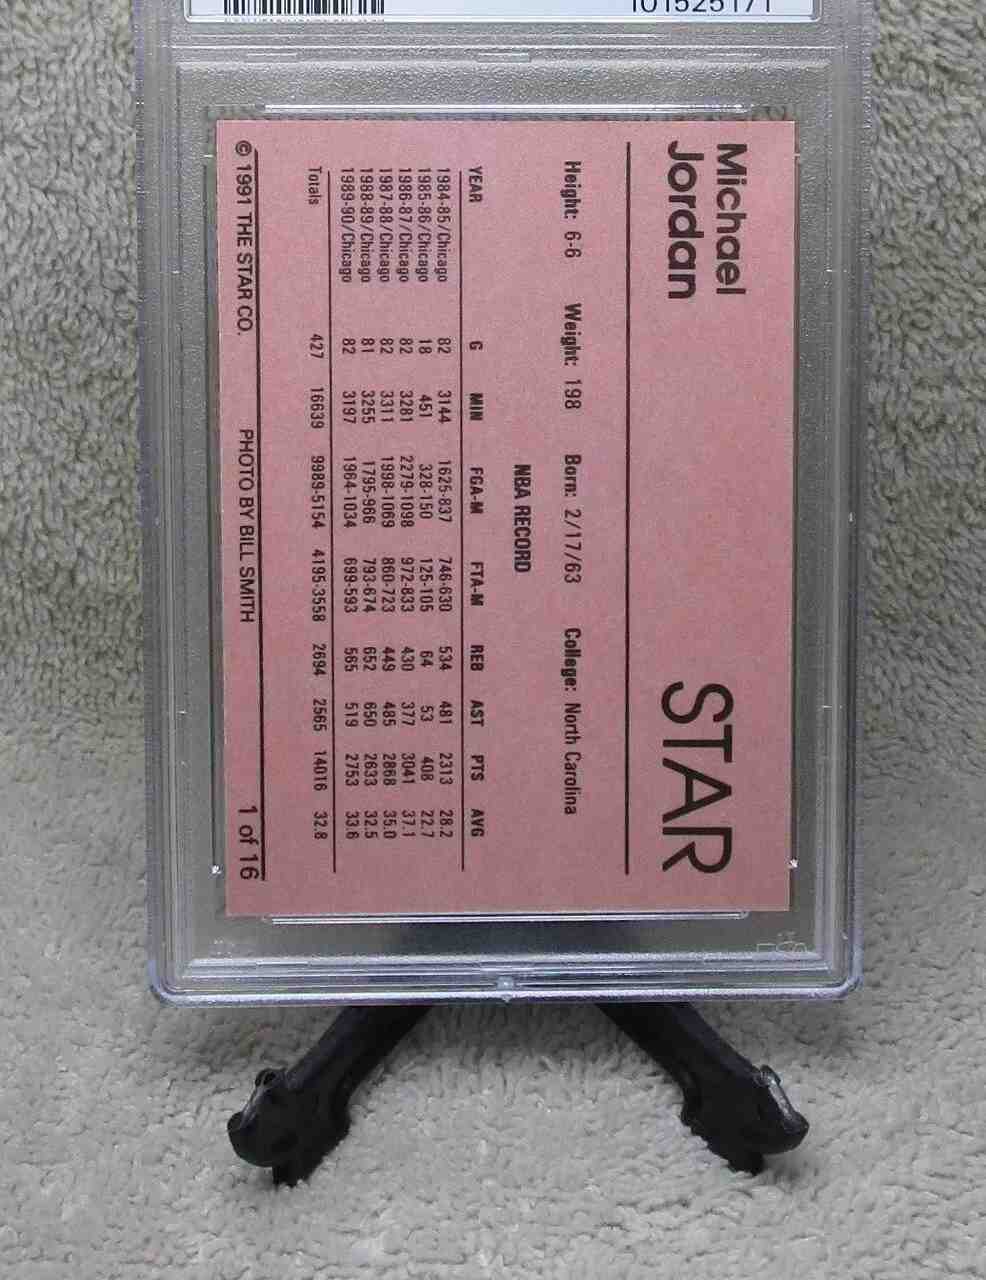 101525171
Michael
Jordan
STAR
Height: 6-6 Weight: 198 Born: 2/17/63 College: North Carolina
NBA RECORD
YEAR G MIN FGA-M FTA-M REB AST PTS AVG
1984-85/Chicago 82 3144 1625-837 746-630 534 481 2313 28.2
1985-86/Chicago 18 451 328-150 125-105 64 53 408 22.7
1986-87/Chicago 82 3281 2279-1098 972-833 430 377 3041 37.1
1987-88/Chicago 82 3311 1998-1069 860-723 449 485 2868 35.0
1988-89/Chicago 81 3255 1795-966 793-674 652 650 2633 32.5
1989-90/Chicago 82 3197 1964-1034 699-593 565 519 2753 33.6
Totals 427 16639 9989-5154 4195-3558 2694 2565 14016 32.8
© 1991 THE STAR CO. PHOTO BY BILL SMITH 1 of 16